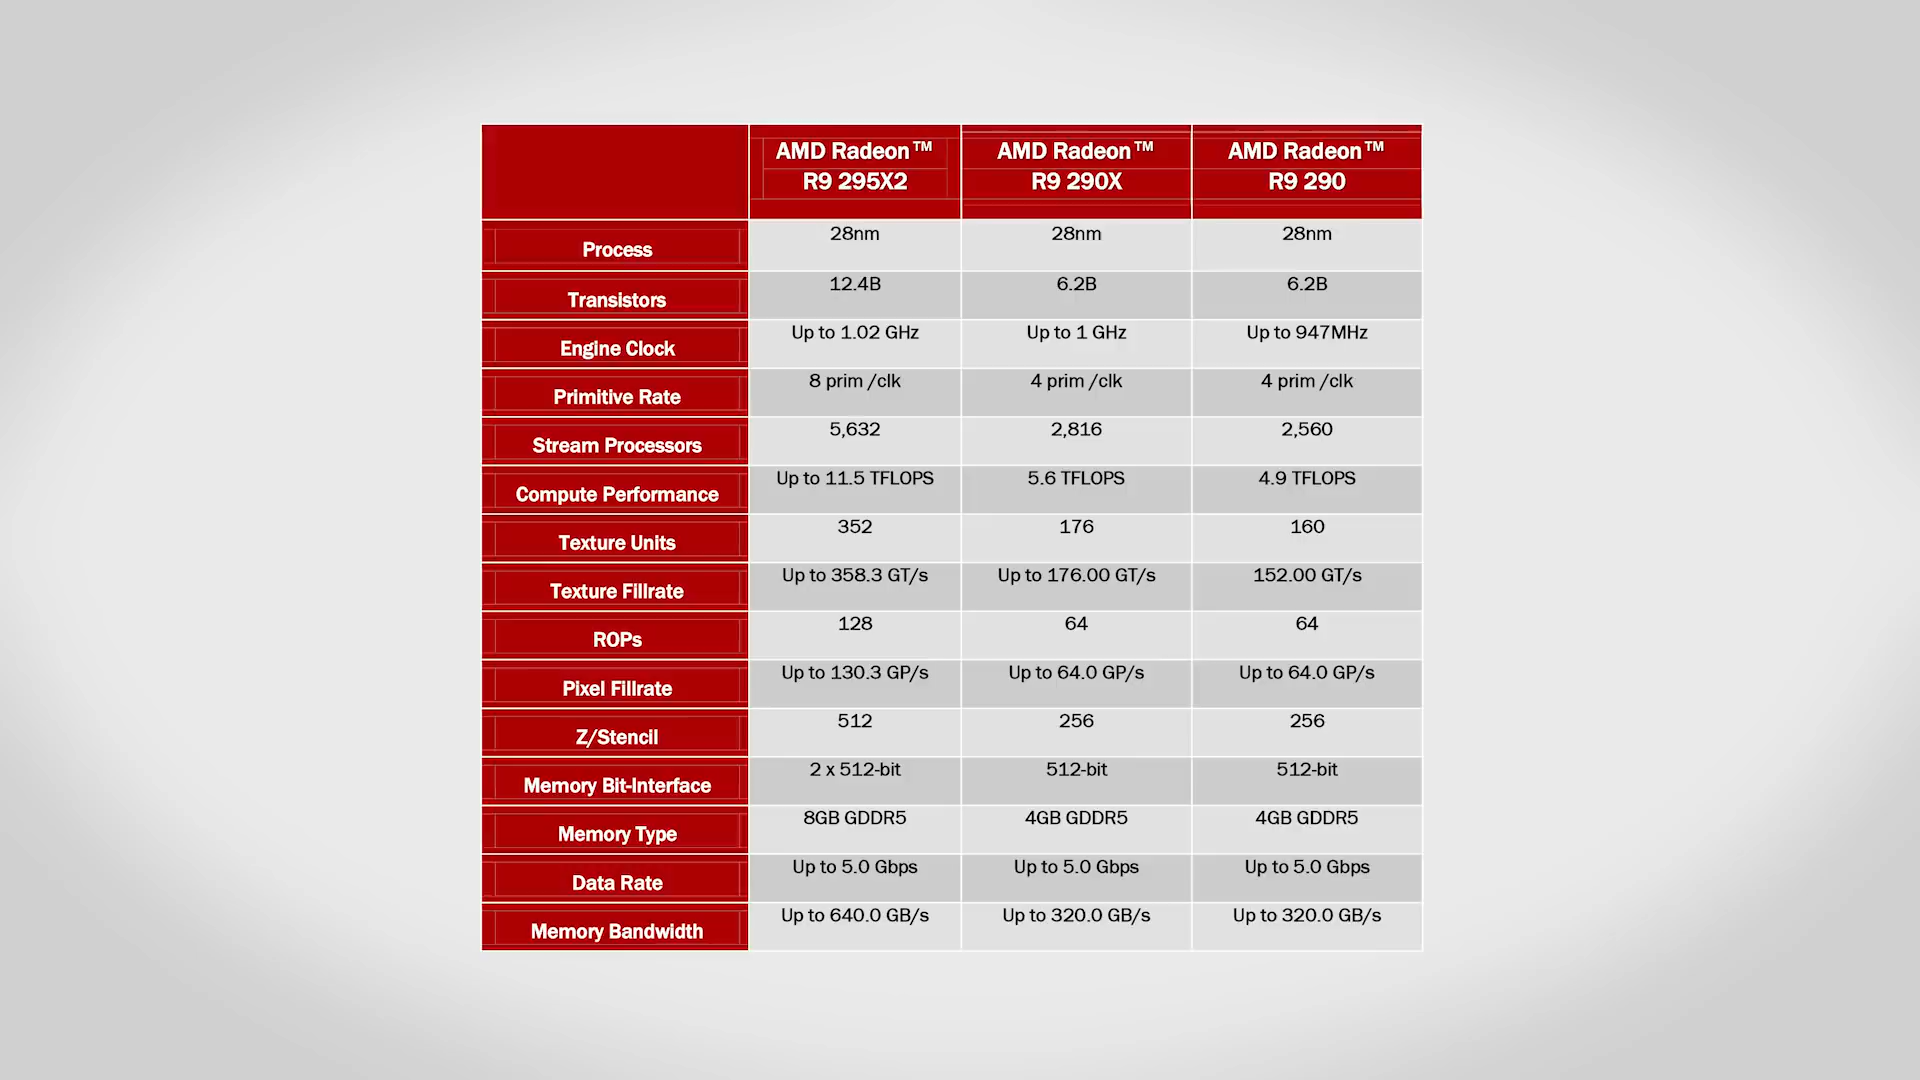 AMD Radeon™ R9 295X2 AMD Radeon™ R9 290X AMD Radeon™ R9 290
Process 28nm 28nm 28nm
Transistors 12.4B 6.2B 6.2B
Engine Clock Up to 1.02 GHz Up to 1 GHz Up to 947MHz
Primitive Rate 8 prim /clk 4 prim /clk 4 prim /clk
Stream Processors 5,632 2,816 2,560
Compute Performance Up to 11.5 TFLOPS 5.6 TFLOPS 4.9 TFLOPS
Texture Units 352 176 160
Texture Fillrate Up to 358.3 GT/s Up to 176.00 GT/s 152.00 GT/s
ROPs 128 64 64
Pixel Fillrate Up to 130.3 GP/s Up to 64.0 GP/s Up to 64.0 GP/s
Z/Stencil 512 256 256
Memory Bit-Interface 2 x 512-bit 512-bit 512-bit
Memory Type 8GB GDDR5 4GB GDDR5 4GB GDDR5
Data Rate Up to 5.0 Gbps Up to 5.0 Gbps Up to 5.0 Gbps
Memory Bandwidth Up to 640.0 GB/s Up to 320.0 GB/s Up to 320.0 GB/s